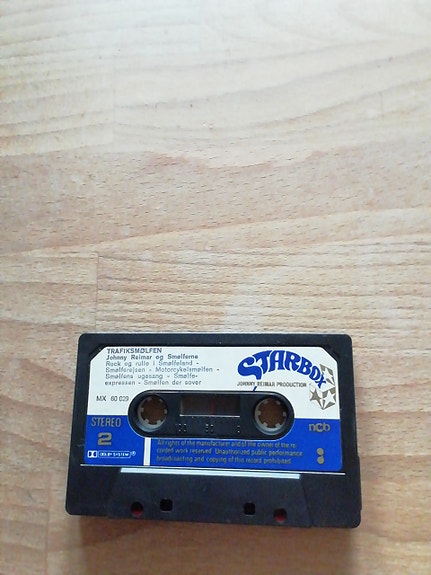 TRAFIKSMØLFEN
Johnny Reimar og Smølferne
Rock og rulle i Smølfeland -
Smølferejsen - Motorcykelsmølfen -
Smølfens ugesang - Smølfe-
expressen - Smølfen der sover
MX 60 029
STARBOX
JOHNNY REIMAR PRODUCTION
STEREO
2
DOLBY SYSTEM
ncb
All rights of the manufacturer and of the owner of the re-
corded work reserved. Unauthorized public performance
broadcasting and copying of this record prohibited.